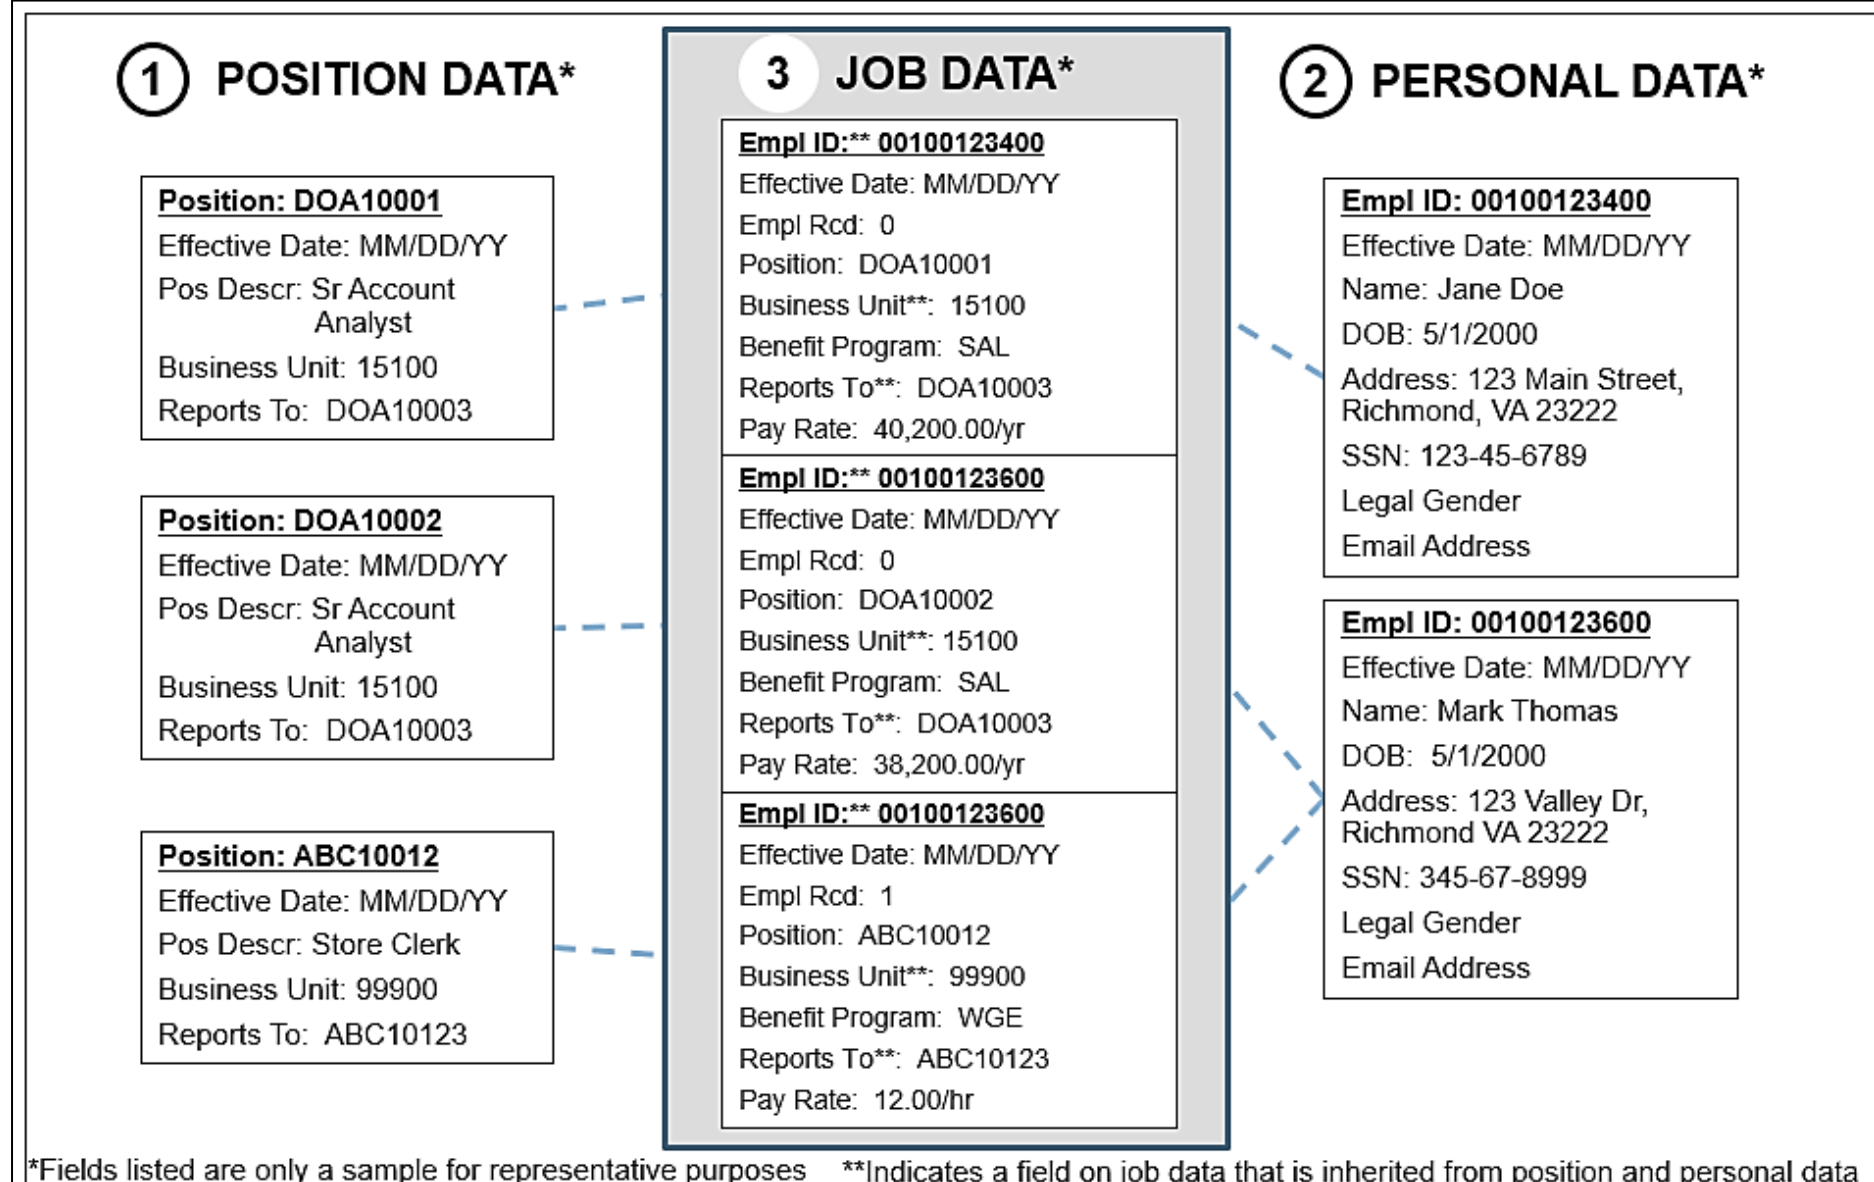 1 POSITION DATA*
Position: DOA10001
Effective Date: MM/DD/YY
Pos Descr: Sr Account
Analyst
Business Unit: 15100
Reports To: DOA10003
Position: DOA10002
Effective Date: MM/DD/YY
Pos Descr: Sr Account
Analyst
Business Unit: 15100
Reports To: DOA10003
Position: ABC10012
Effective Date: MM/DD/YY
Pos Descr: Store Clerk
Business Unit: 99900
Reports To: ABC10123
3 JOB DATA*
Empl ID:** 00100123400
Effective Date: MM/DD/YY
Empl Rcd: 0
Position: DOA10001
Business Unit**: 15100
Benefit Program: SAL
Reports To**: DOA10003
Pay Rate: 40,200.00/yr
Empl ID:** 00100123600
Effective Date: MM/DD/YY
Empl Rcd: 0
Position: DOA10002
Business Unit**: 15100
Benefit Program: SAL
Reports To**: DOA10003
Pay Rate: 38,200.00/yr
Empl ID:** 00100123600
Effective Date: MM/DD/YY
Empl Rcd: 1
Position: ABC10012
Business Unit**: 99900
Benefit Program: WGE
Reports To**: ABC10123
Pay Rate: 12.00/hr
2 PERSONAL DATA*
Empl ID: 00100123400
Effective Date: MM/DD/YY
Name: Jane Doe
DOB: 5/1/2000
Address: 123 Main Street,
Richmond, VA 23222
SSN: 123-45-6789
Legal Gender
Email Address
Empl ID: 00100123600
Effective Date: MM/DD/YY
Name: Mark Thomas
DOB: 5/1/2000
Address: 123 Valley Dr,
Richmond VA 23222
SSN: 345-67-8999
Legal Gender
Email Address
*Fields listed are only a sample for representative purposes
**Indicates a field on job data that is inherited from position and personal data